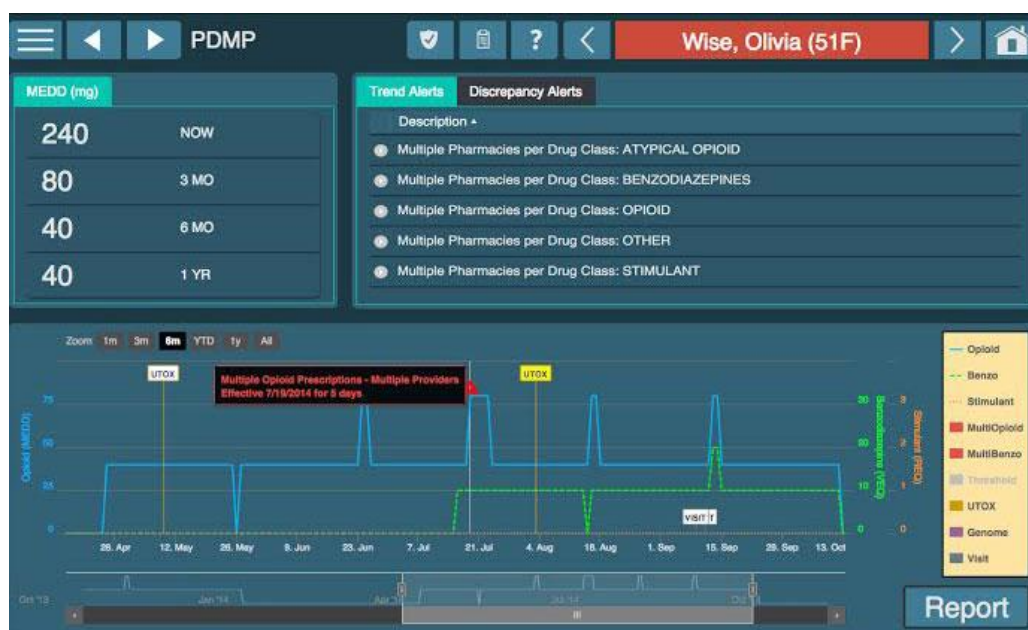 PDMP
?
Wise, Olivia (51F)
MEDD (mg)
240 NOW
80 3 MO
40 6 MO
40 1 YR
Trend Alerts Discrepancy Alerts
Description
Multiple Pharmacies per Drug Class: ATYPICAL OPIOID
Multiple Pharmacies per Drug Class: BENZODIAZEPINES
Multiple Pharmacies per Drug Class: OPIOID
Multiple Pharmacies per Drug Class: OTHER
Multiple Pharmacies per Drug Class: STIMULANT
Zoom 1m 3m 6m YTD 1y All
UTOX
Multiple Opioid Prescriptions - Multiple Providers
Effective 7/19/2014 for 5 days
UTOX
Opioid (MEDD)
75
50
25
0
30
20
10
0
Benzodiazepine (VEQ)
3
2
1
0
Stimulant (REQ)
VISIT
28. Apr 12. May 26. May 9. Jun 23. Jun 7. Jul 21. Jul 4. Aug 18. Aug 1. Sep 15. Sep 29. Sep 13. Oct
Oct '13 Jan '14
Opioid
Benzo
Stimulant
MultiOpioid
MultiBenzo
Threshold
UTOX
Genome
Visit
Report